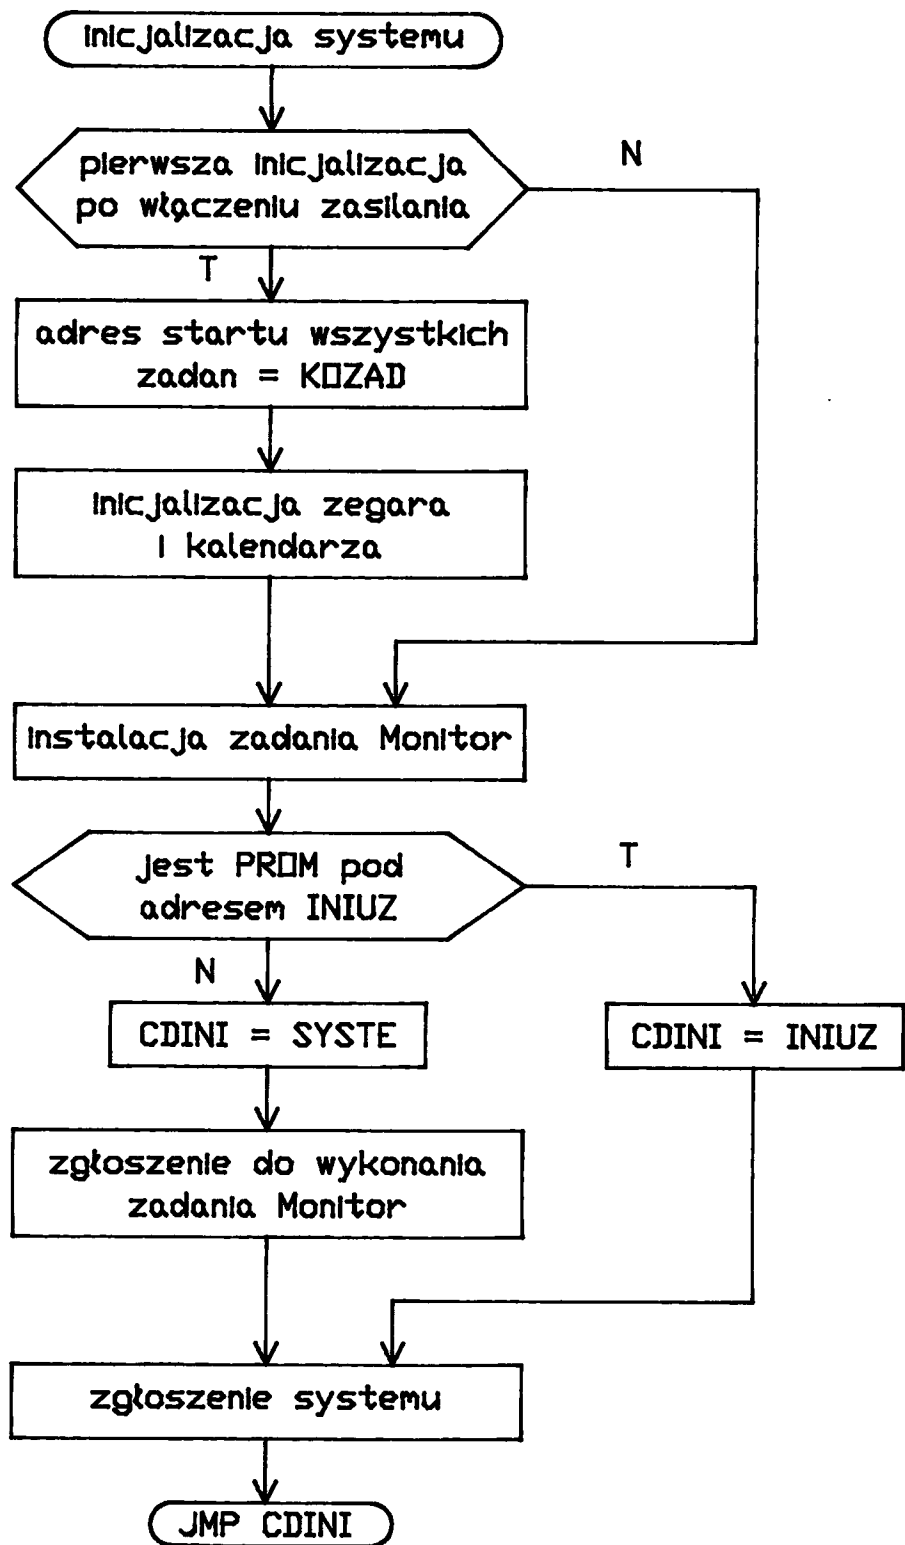 inicjalizacja systemu
pierwsza inicjalizacja
po włączeniu zasilania
N
T
adres startu wszystkich
zadan = KOZAD
inicjalizacja zegara
i kalendarza
instalacja zadania Monitor
jest PROM pod
adresem INIUZ
T
N
CDINI = SYSTE
CDINI = INIUZ
zgłoszenie do wykonania
zadania Monitor
zgłoszenie systemu
JMP CDINI